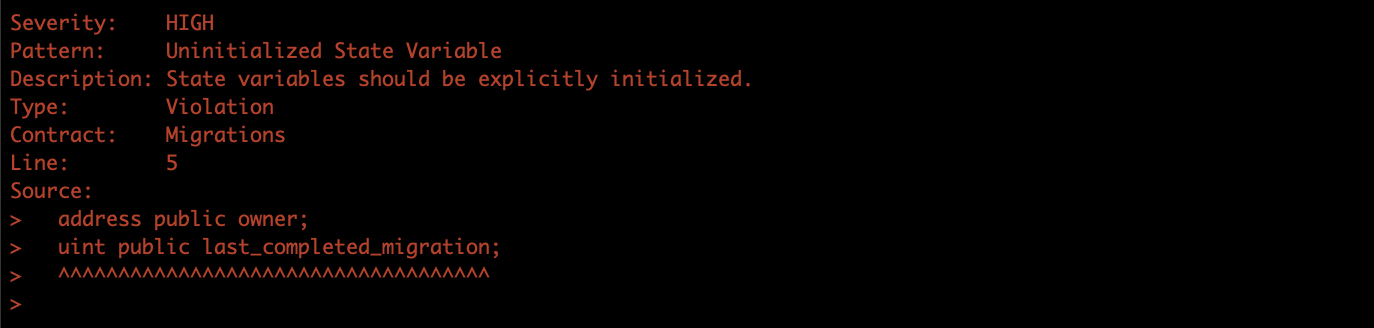 Severity:    HIGH
Pattern:     Uninitialized State Variable
Description: State variables should be explicitly initialized.
Type:        Violation
Contract:    Migrations
Line:        5
Source:
>   address public owner;
>   uint public last_completed_migration;
>   ^^^^^^^^^^^^^^^^^^^^^^^^^^^^^^^^^^^^
>